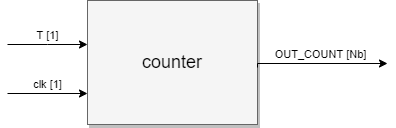 T [1]
clk [1]
counter
OUT_COUNT [Nb]